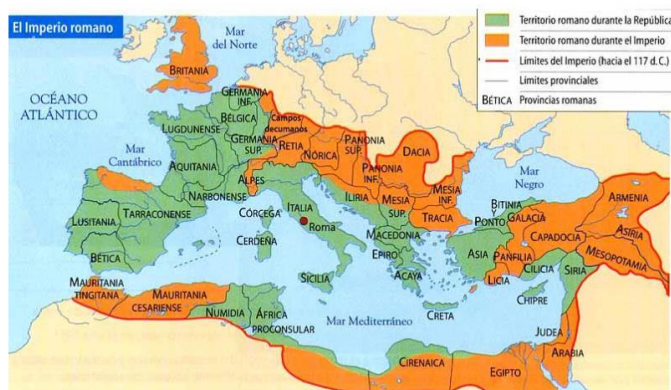 El Imperio romano
Territorio romano durante la República
Territorio romano durante el Imperio
Límites del Imperio (hacia el 117 d. C.)
Límites provinciales
BÉTICA Provincias romanas
Mar
del Norte
BRITANIA
OCÉANO
ATLÁNTICO
GERMANIA
INF.
BÉLGICA
Campos
decumanos
LUGDUNENSE
GERMANIA
SUP.
RETIA
NÓRICA
PANONIA
SUP.
DACIA
Mar
Cantábrico
AQUITANIA
PANONIA
INF.
ALPES
NARBONENSE
ILIRIA
MESIA
SUP.
MESIA
INF.
Mar
Negro
TRACIA
BITINIA
PONTO
GALACIA
ARMENIA
ITALIA
Roma
CÓRCEGA
CERDEÑA
LUSITANIA
TARRACONENSE
BÉTICA
MACEDONIA
EPIRO
ACAYA
SICILIA
ASIA
PANFILIA
LICIA
CAPADOCIA
CILICIA
ASIRIA
MESOPOTAMIA
SIRIA
CHIPRE
CRETA
MAURITANIA
TINGITANA
MAURITANIA
CESARIENSE
NUMIDIA
ÁFRICA
PROCONSULAR
Mar Mediterráneo
CIRENAICA
EGIPTO
JUDEA
ARABIA